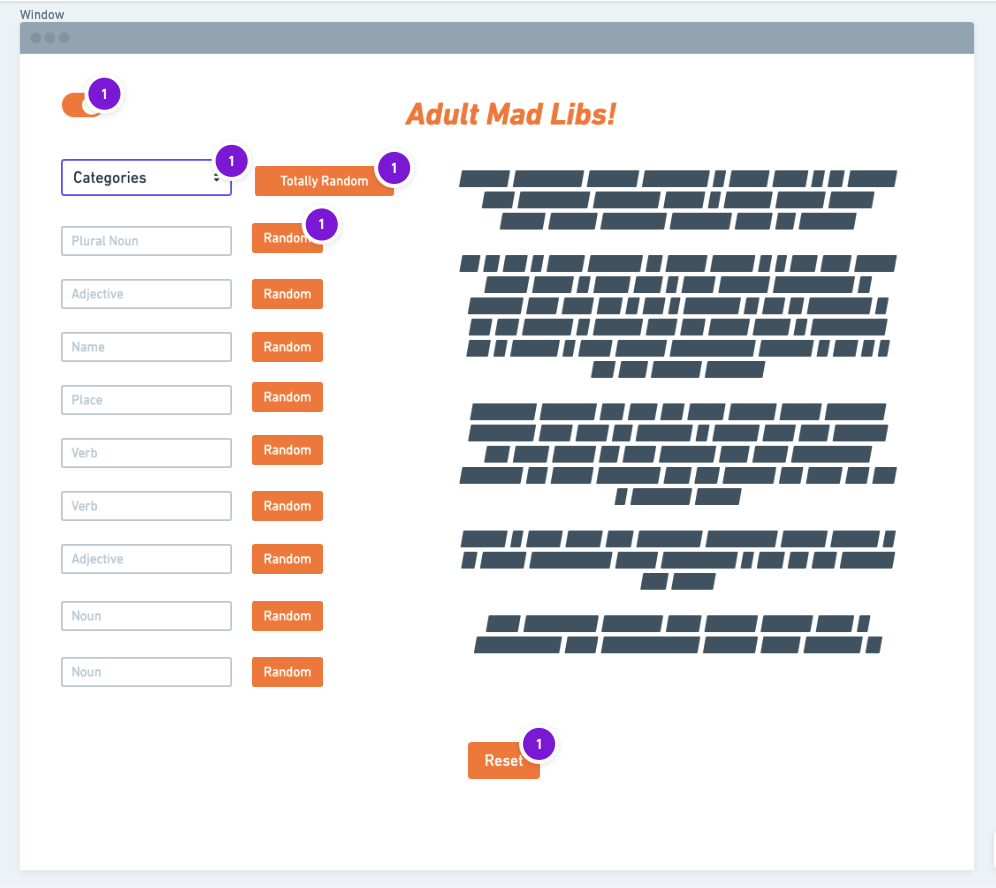 Window
1
Adult Mad Libs!
Categories
1
Totally Random
1
Plural Noun
Random
1
Adjective
Random
Name
Random
Place
Random
Verb
Random
Verb
Random
Adjective
Random
Noun
Random
Noun
Random
Reset
1